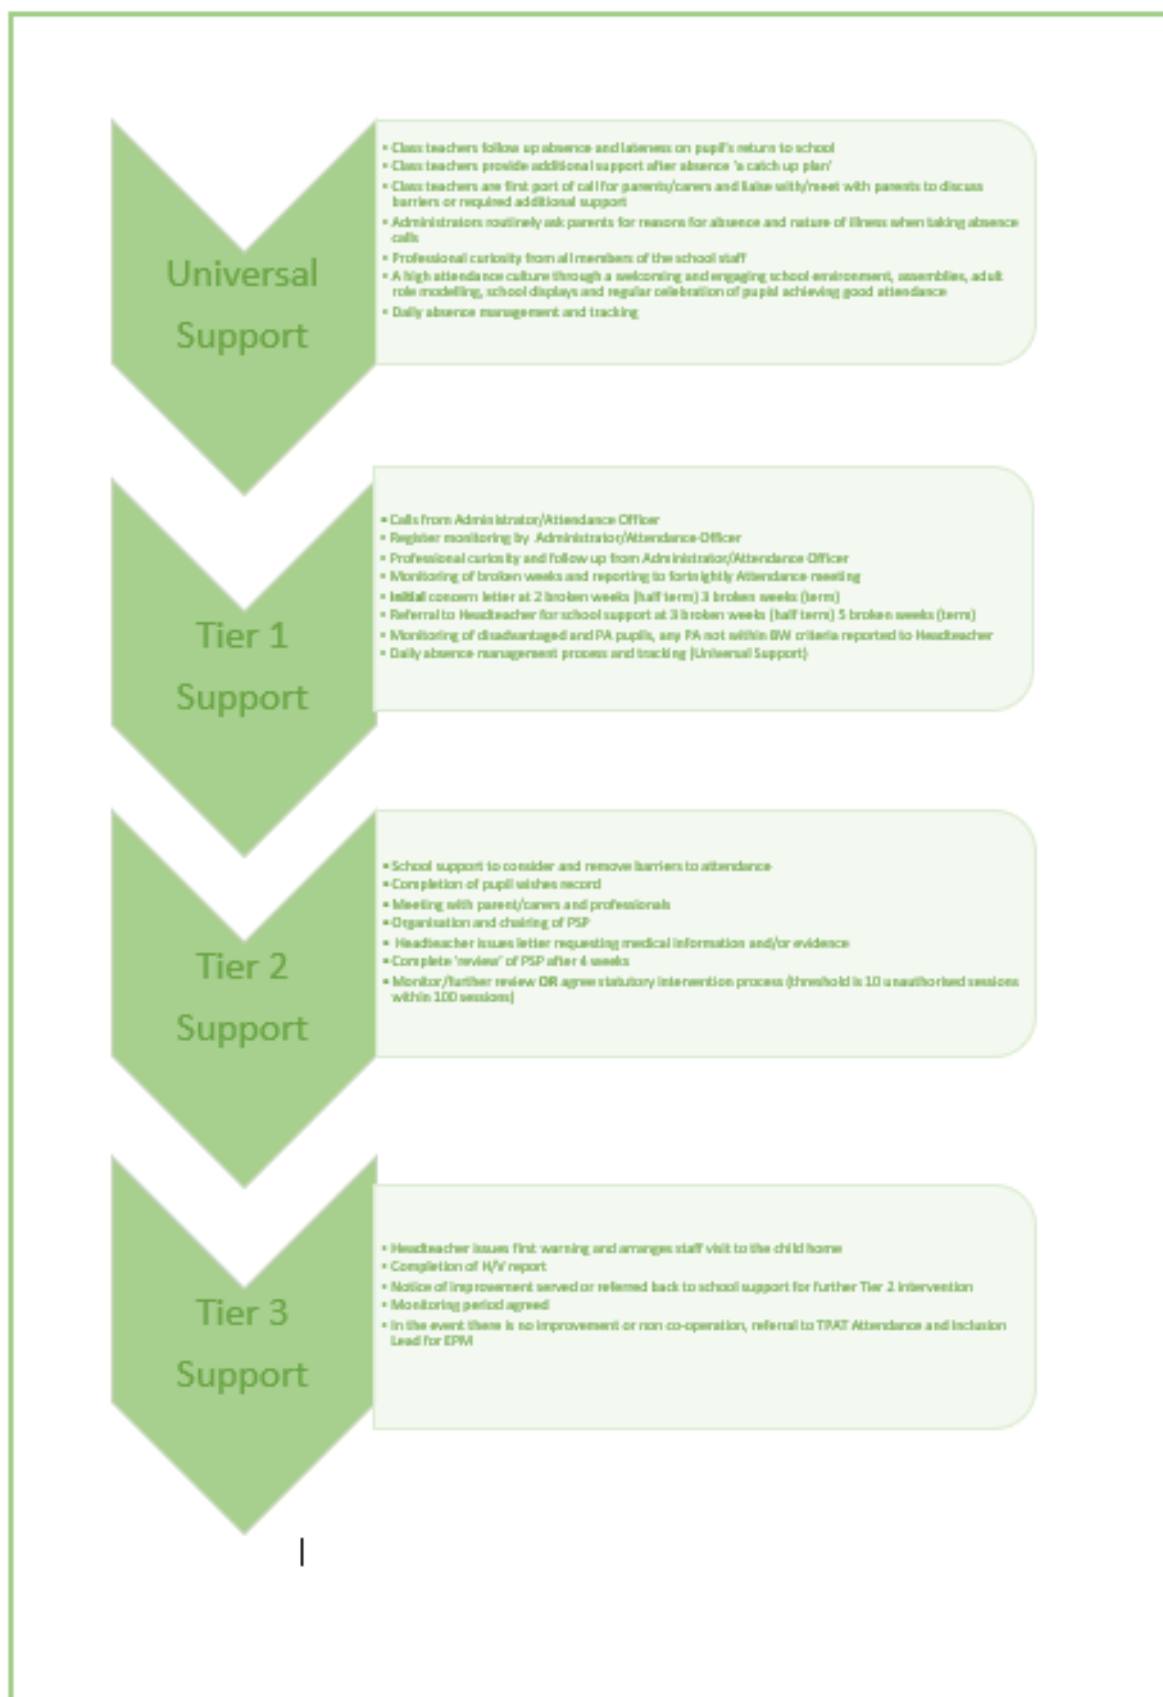 Universal
Support
• Class teachers follow up absence and lateness on pupil's return to school
• Class teachers provide additional support after absence 'a catch up plan'
• Class teachers are first port of call for parents/carers and liaise with/meet with parents to discuss
barriers or required additional support
• Administrators routinely ask parents for reasons for absence and nature of illness when taking absence
calls
• Professional curiosity from all members of the school staff
• A high attendance culture through a welcoming and engaging school environment, assemblies, adult
role modelling, school displays and regular celebration of pupisl achieving good attendance
• Daily absence management and tracking
Tier 1
Support
• Calls from Administrator/Attendance Officer
• Register monitoring by Administrator/Attendance Officer
• Professional curiosity and follow up from Administrator/Attendance Officer
• Monitoring of broken weeks and reporting to fortnightly Attendance meeting
• Initial concern letter at 2 broken weeks (half term) 3 broken weeks (term)
• Referral to Headteacher for school support at 3 broken weeks (half term) 5 broken weeks (term)
• Monitoring of disadvantaged and PA pupils, any PA not within BW criteria reported to Headteacher
• Daily absence management process and tracking (Universal Support)
Tier 2
Support
• School support to consider and remove barriers to attendance
• Completion of pupil wishes record
• Meeting with parent/carers and professionals
• Organisation and chairing of PSP
• Headteacher issues letter requesting medical information and/or evidence
• Complete 'review' of PSP after 4 weeks
• Monitor/further review OR agree statutory intervention process (threshold is 10 unauthorised sessions
within 100 sessions)
Tier 3
Support
• Headteacher issues first warning and arranges staff visit to the child home
• Completion of H/V report
• Notice of improvement served or referred back to school support for further Tier 2 intervention
• Monitoring period agreed
• In the event there is no improvement or non co-operation, referral to TPAT Attendance and Inclusion
Lead for EPM